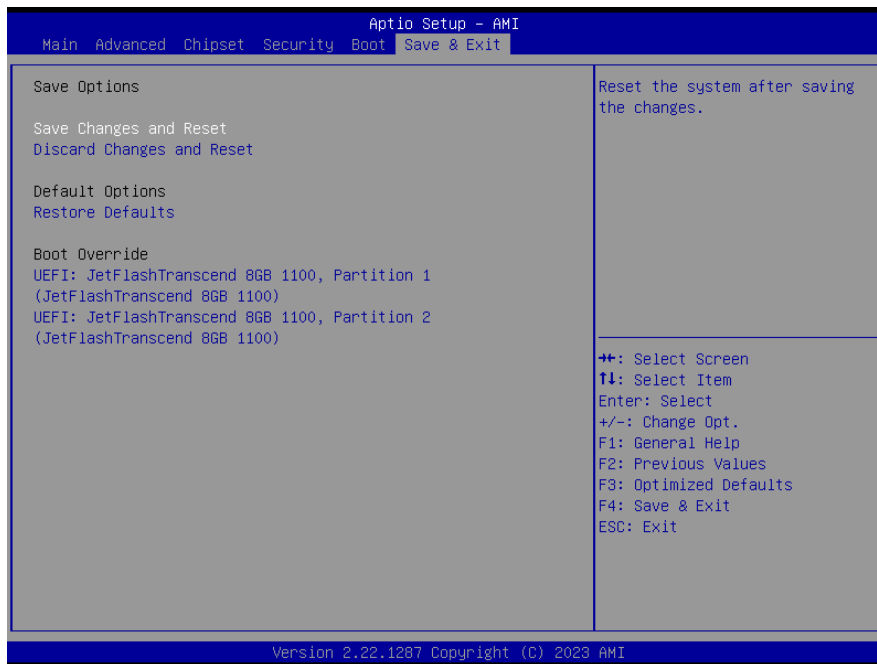 Aptio Setup – AMI
Main Advanced Chipset Security Boot Save & Exit
Save Options
Save Changes and Reset
Discard Changes and Reset
Default Options
Restore Defaults
Boot Override
UEFI: JetFlashTranscend 8GB 1100, Partition 1
(JetFlashTranscend 8GB 1100)
UEFI: JetFlashTranscend 8GB 1100, Partition 2
(JetFlashTranscend 8GB 1100)
Reset the system after saving
the changes.
→←: Select Screen
↑↓: Select Item
Enter: Select
+/-: Change Opt.
F1: General Help
F2: Previous Values
F3: Optimized Defaults
F4: Save & Exit
ESC: Exit
Version 2.22.1287 Copyright (C) 2023 AMI